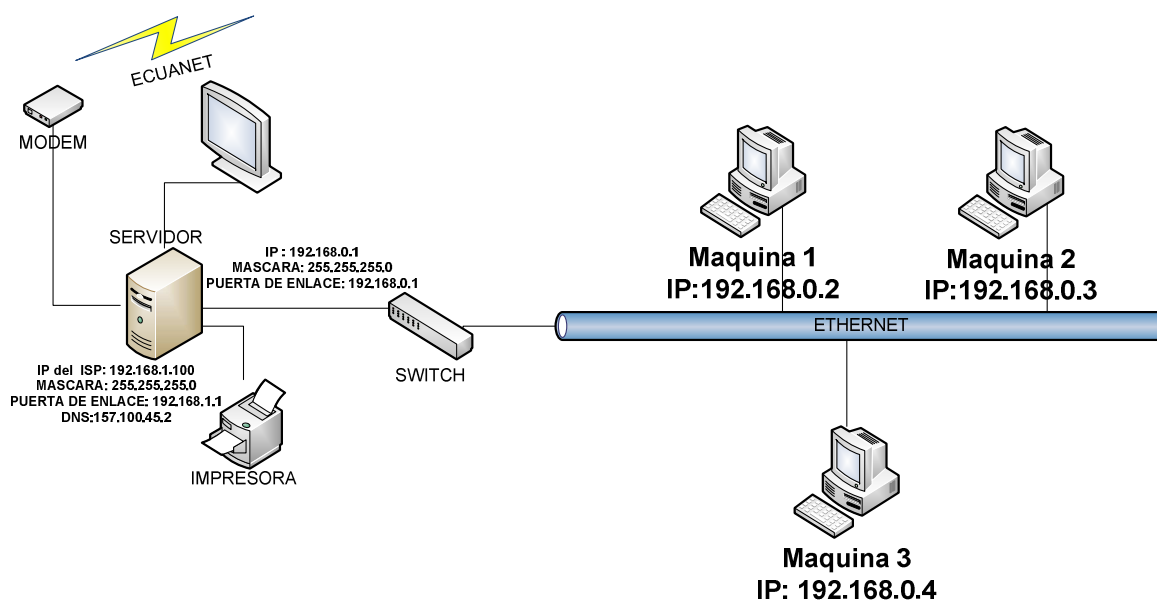 ECUANET
MODEM
SERVIDOR
IP : 192.168.0.1
MASCARA: 255.255.255.0
PUERTA DE ENLACE: 192.168.0.1
Maquina 1
IP:192.168.0.2
Maquina 2
IP:192.168.0.3
ETHERNET
SWITCH
IP del ISP: 192.168.1.100
MASCARA: 255.255.255.0
PUERTA DE ENLACE: 192.168.1.1
DNS:157.100.45.2
IMPRESORA
Maquina 3
IP: 192.168.0.4